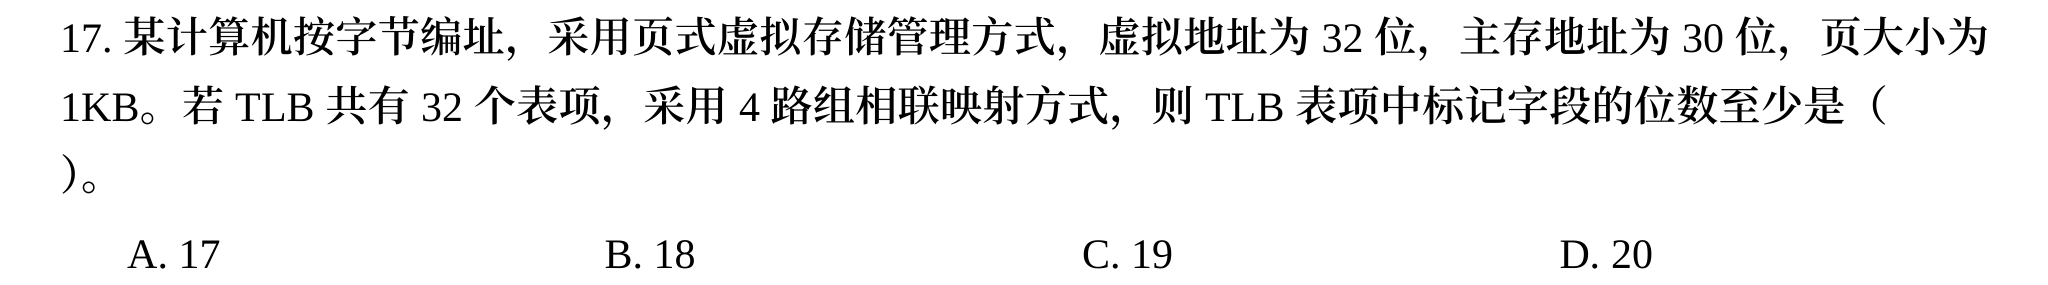 17. 某计算机按字节编址，采用页式虚拟存储管理方式，虚拟地址为 32 位，主存地址为 30 位，页大小为
1KB。若 TLB 共有 32 个表项，采用 4 路组相联映射方式，则 TLB 表项中标记字段的位数至少是（
）。
A. 17 B. 18 C. 19 D. 20